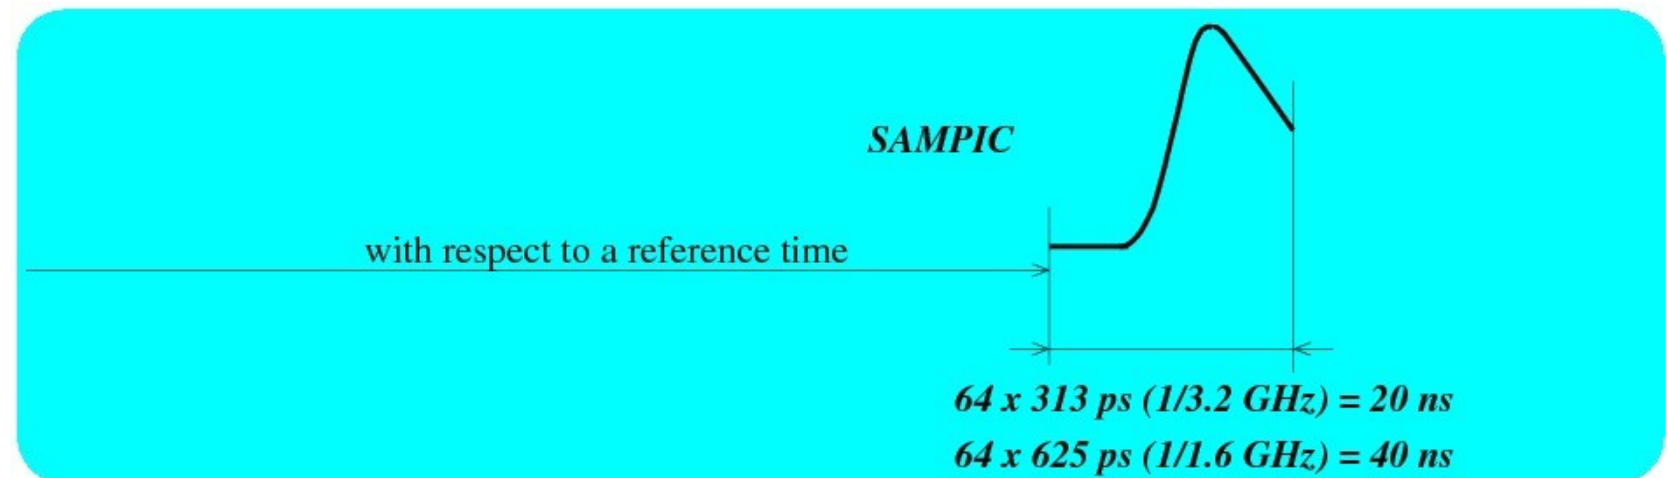 SAMPIC
with respect to a reference time
64 x 313 ps (1/3.2 GHz) = 20 ns
64 x 625 ps (1/1.6 GHz) = 40 ns